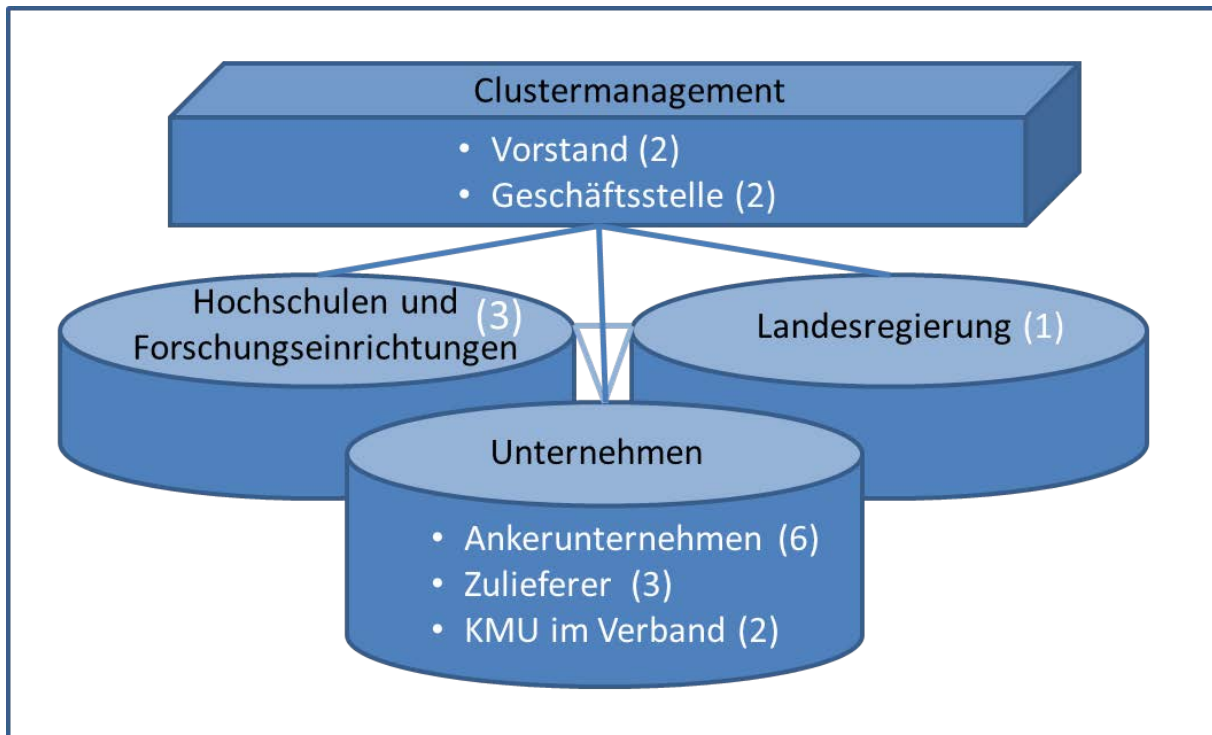 Clustermanagement
• Vorstand (2)
• Geschäftsstelle (2)
Hochschulen und (3)
Forschungseinrichtungen
Landesregierung (1)
Unternehmen
• Ankerunternehmen (6)
• Zulieferer (3)
• KMU im Verband (2)